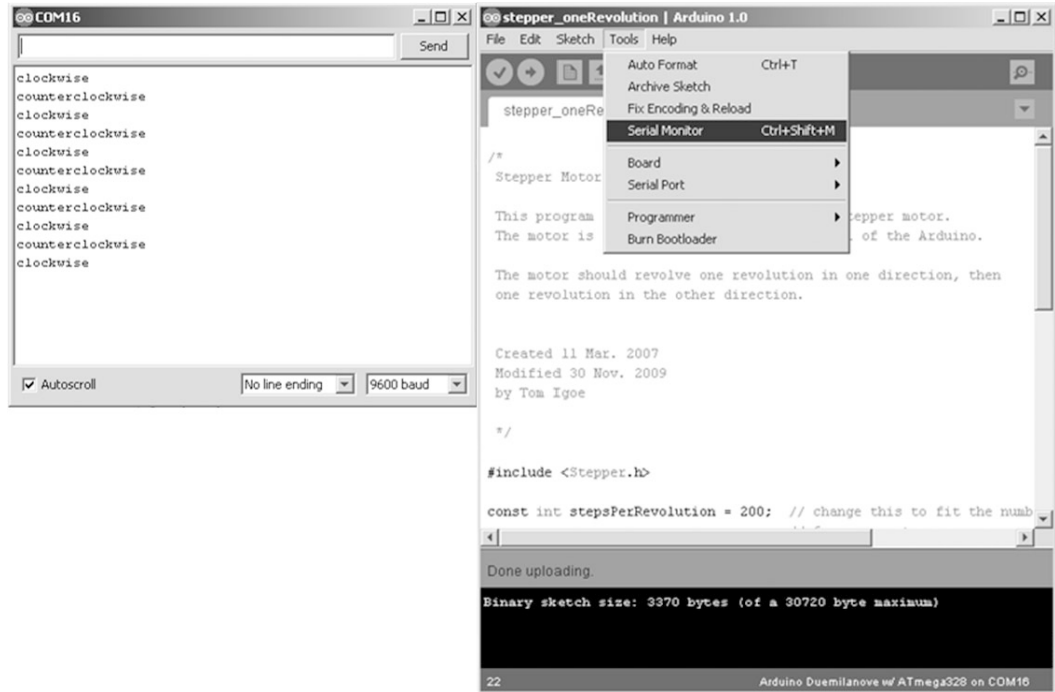 COM16
Send
clockwise
counterclockwise
clockwise
counterclockwise
clockwise
counterclockwise
clockwise
counterclockwise
clockwise
counterclockwise
clockwise
Autoscroll
No line ending
9600 baud
stepper_oneRevolution | Arduino 1.0
File Edit Sketch Tools Help
Auto Format Ctrl+T
Archive Sketch
Fix Encoding & Reload
Serial Monitor Ctrl+Shift+M
Board
Serial Port
Programmer
Burn Bootloader
stepper_oneRe
/*
Stepper Motor
This program tepper motor.
The motor is of the Arduino.
The motor should revolve one revolution in one direction, then
one revolution in the other direction.
Created 11 Mar. 2007
Modified 30 Nov. 2009
by Tom Igoe
*/
#include <Stepper.h>
const int stepsPerRevolution = 200; // change this to fit the numb
Done uploading.
Binary sketch size: 3370 bytes (of a 30720 byte maximum)
22
Arduino Duemilanove w/ ATmega328 on COM16